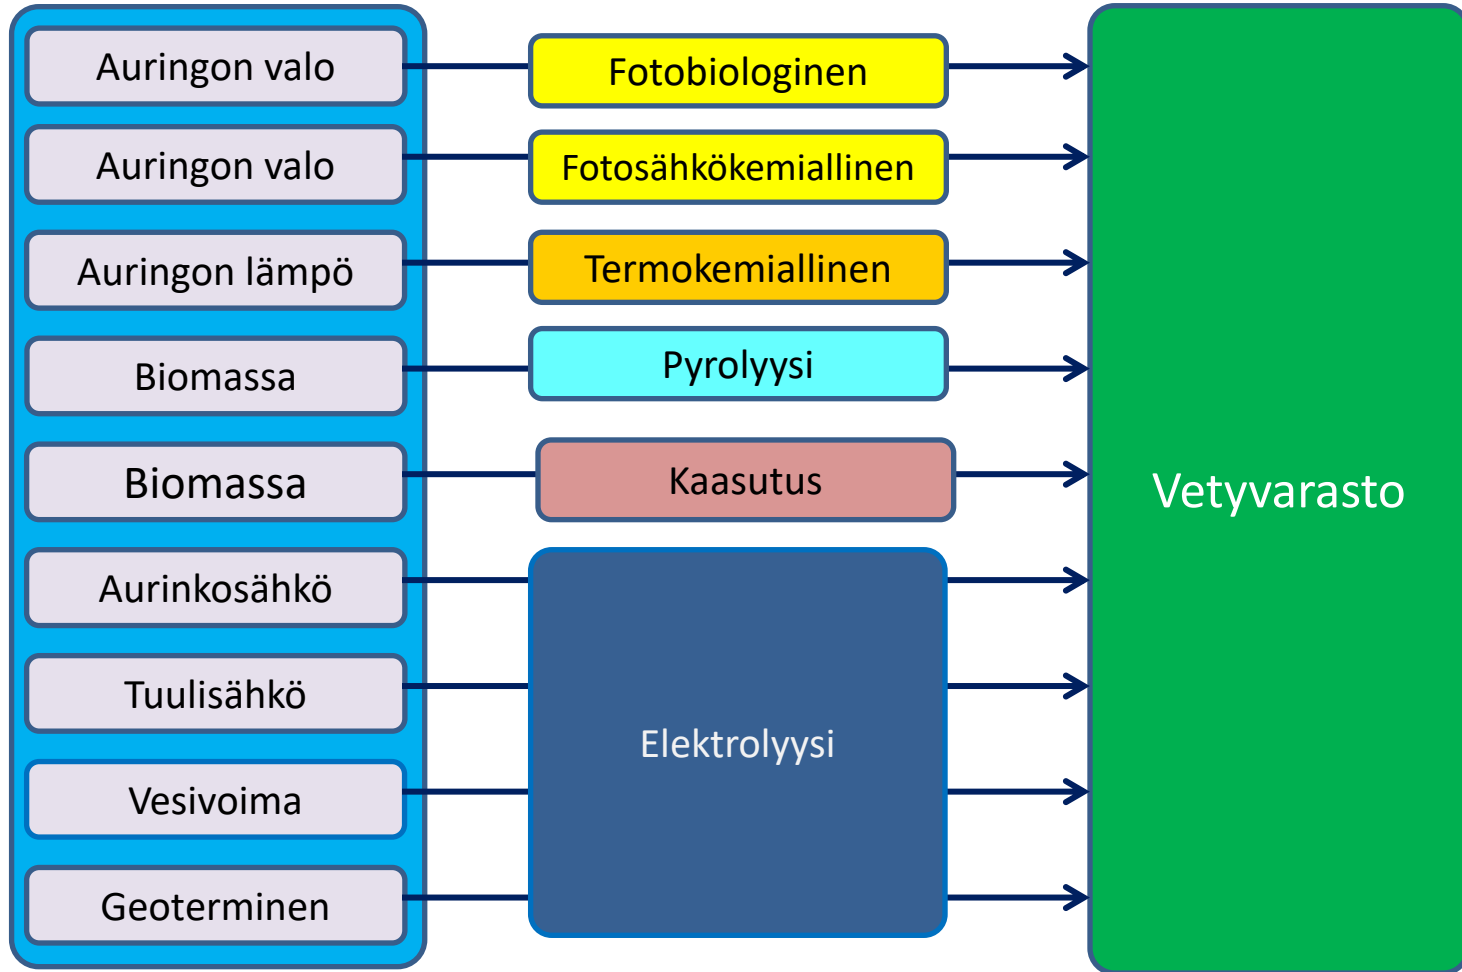 Auringon valo
Fotobiologinen
Auringon valo
Fotosähkökemiallinen
Auringon lämpö
Termokemiallinen
Biomassa
Pyrolyysi
Biomassa
Kaasutus
Vetyvarasto
Aurinkosähkö
Tuulisähkö
Elektrolyysi
Vesivoima
Geoterminen